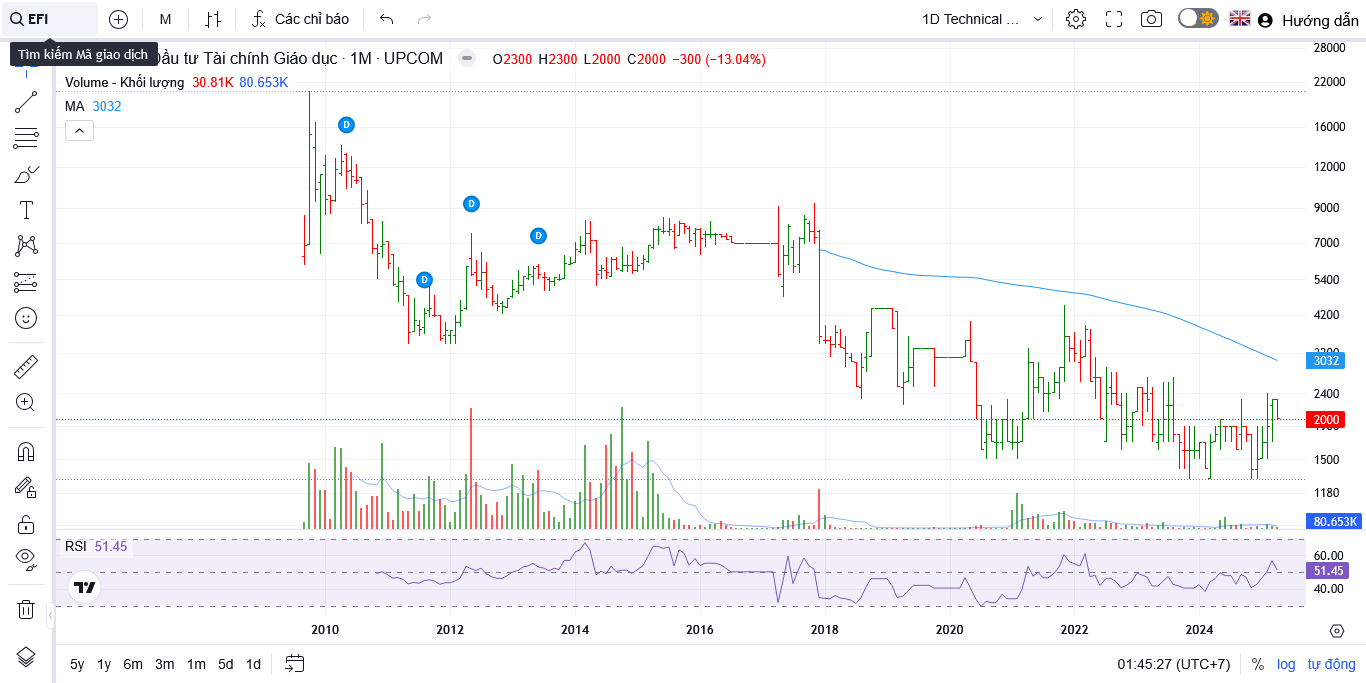 EFI
M
Các chỉ báo
1D Technical ...
Hướng dẫn
Tìm kiếm Mã giao dịch
Đầu tư Tài chính Giáo dục · 1M · UPCOM
O2300 H2300 L2000 C2000 −300 (−13.04%)
Volume - Khối lượng 30.81K 80.653K
MA 3032
D
D
D
D
28000
22000
16000
12000
9000
7000
5400
4200
3200
3032
2400
2000
1900
1500
1180
80.653K
RSI 51.45
60.00
51.45
40.00
2010 2012 2014 2016 2018 2020 2022 2024
5y 1y 6m 3m 1m 5d 1d
01:45:27 (UTC+7) % log tự động